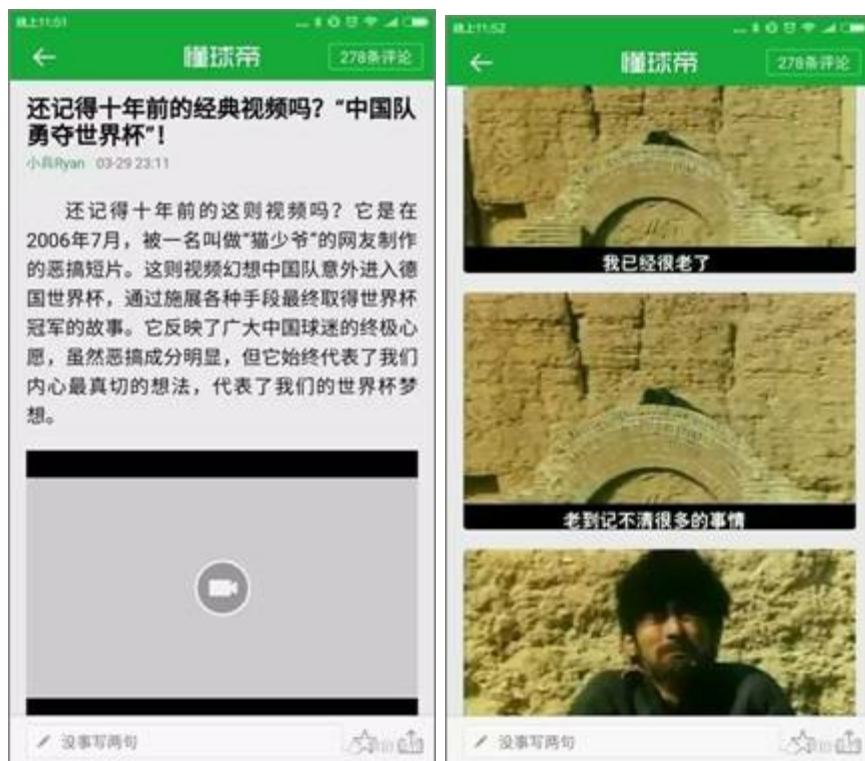 晚上11:51
懂球帝
278条评论
还记得十年前的经典视频吗？“中国队
勇夺世界杯”！
小兵Ryan 03-29 23:11
还记得十年前的这则视频吗？它是在
2006年7月，被一名叫做“猫少爷”的网友制作
的恶搞短片。这则视频幻想中国队意外进入德
国世界杯，通过施展各种手段最终取得世界杯
冠军的故事。它反映了广大中国球迷的终极心
愿，虽然恶搞成分明显，但它始终代表了我们
内心最真切的想法，代表了我们的世界杯梦
想。
没事写两句
晚上11:52
懂球帝
278条评论
我已经很老了
老到记不清很多的事情
没事写两句